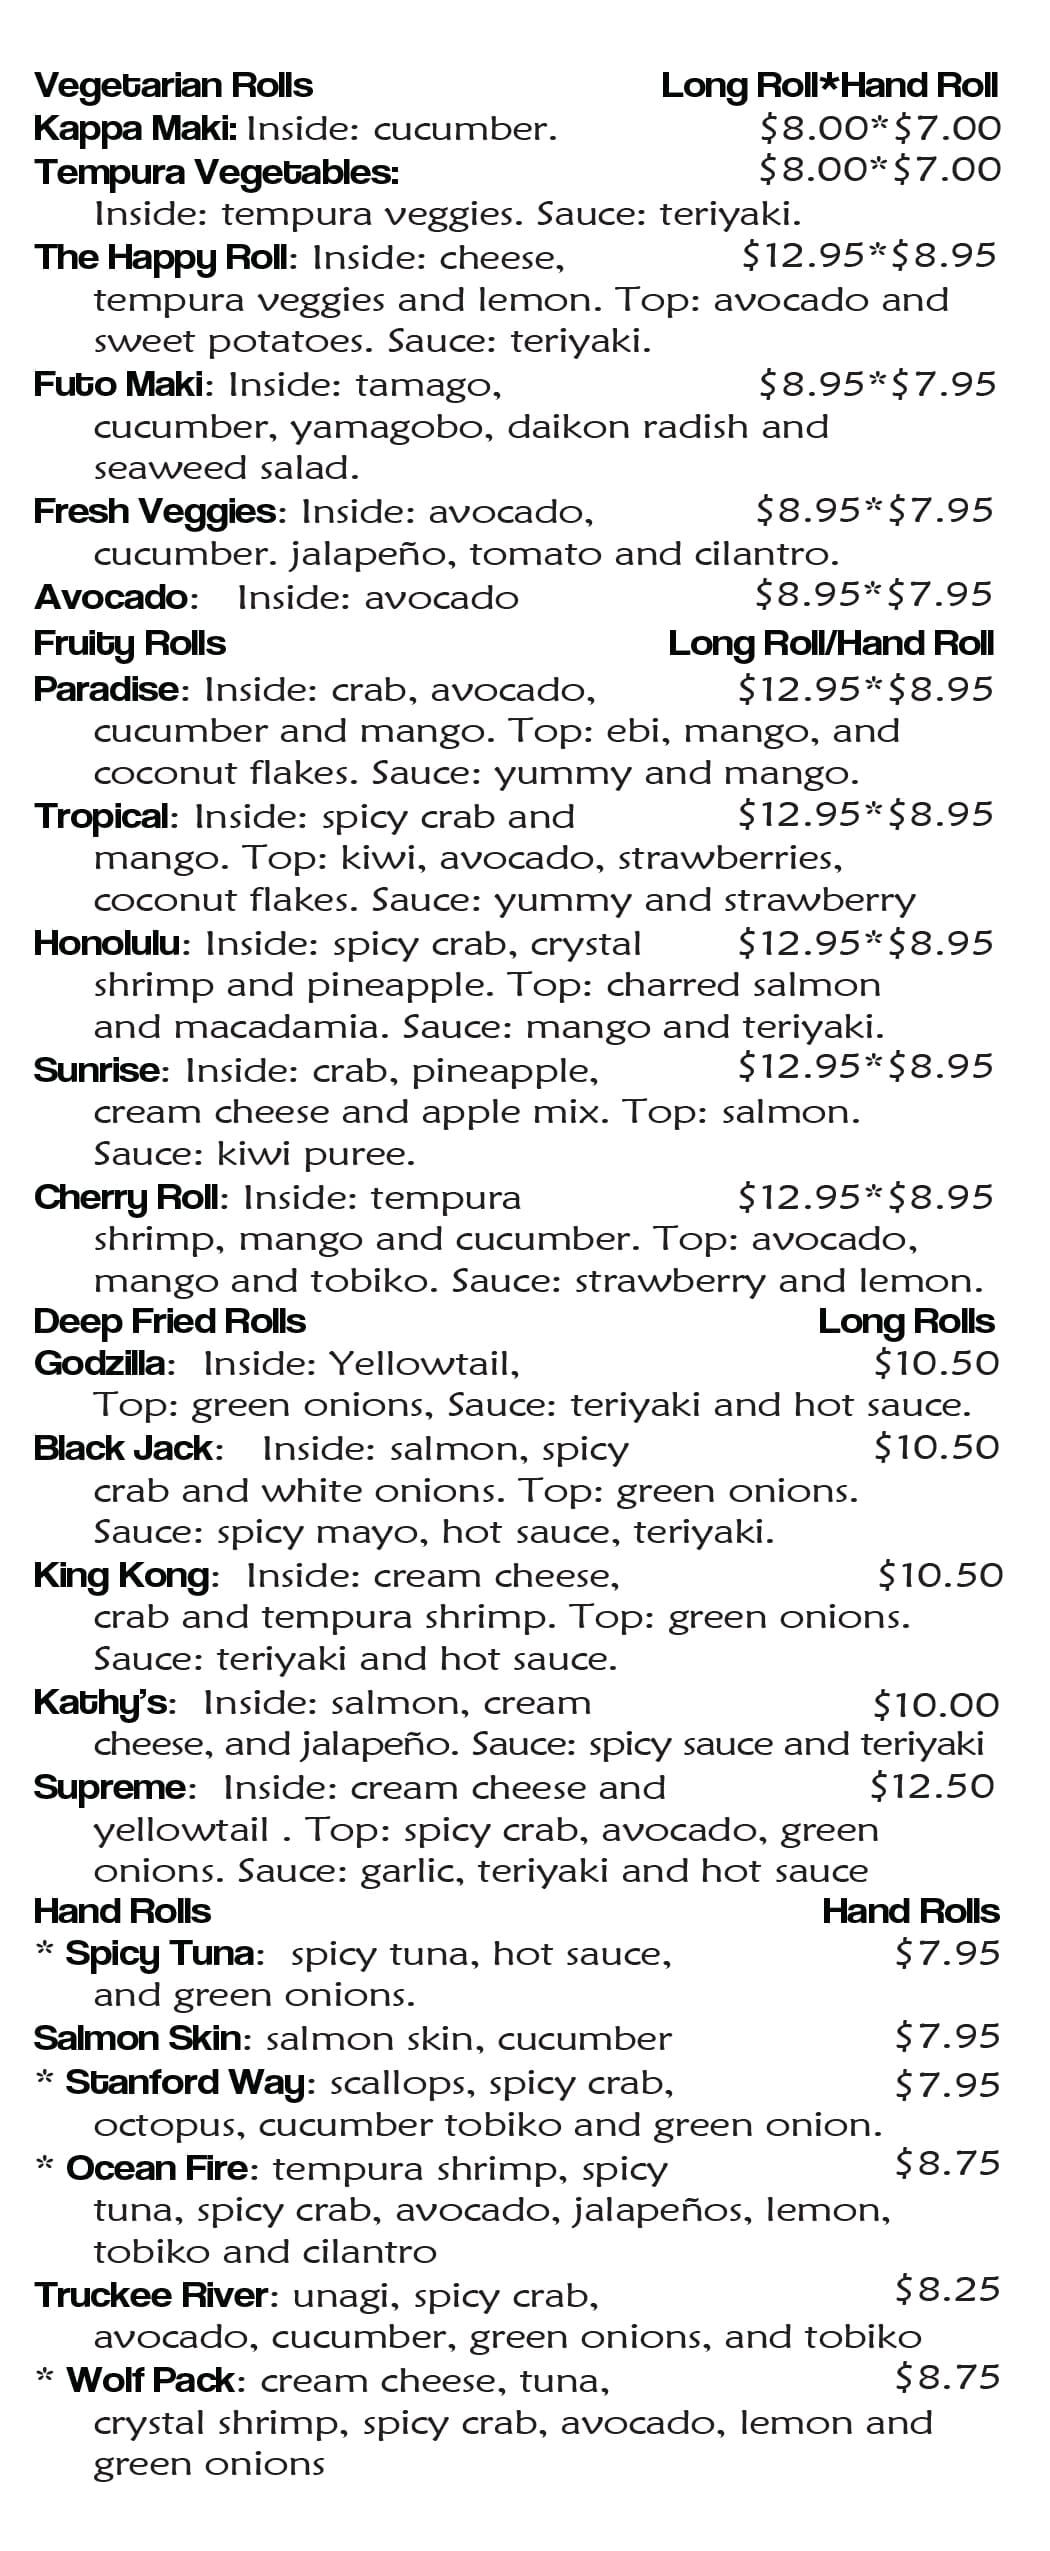 Vegetarian Rolls Long Roll*Hand Roll
Kappa Maki: Inside: cucumber. $8.00*$7.00
Tempura Vegetables: $8.00*$7.00
Inside: tempura veggies. Sauce: teriyaki.
The Happy Roll: Inside: cheese, $12.95*$8.95
tempura veggies and lemon. Top: avocado and
sweet potatoes. Sauce: teriyaki.
Futo Maki: Inside: tamago, $8.95*$7.95
cucumber, yamagobo, daikon radish and
seaweed salad.
Fresh Veggies: Inside: avocado, $8.95*$7.95
cucumber. jalapeño, tomato and cilantro.
Avocado: Inside: avocado $8.95*$7.95
Fruity Rolls Long Roll/Hand Roll
Paradise: Inside: crab, avocado, $12.95*$8.95
cucumber and mango. Top: ebi, mango, and
coconut flakes. Sauce: yummy and mango.
Tropical: Inside: spicy crab and $12.95*$8.95
mango. Top: kiwi, avocado, strawberries,
coconut flakes. Sauce: yummy and strawberry
Honolulu: Inside: spicy crab, crystal $12.95*$8.95
shrimp and pineapple. Top: charred salmon
and macadamia. Sauce: mango and teriyaki.
Sunrise: Inside: crab, pineapple, $12.95*$8.95
cream cheese and apple mix. Top: salmon.
Sauce: kiwi puree.
Cherry Roll: Inside: tempura $12.95*$8.95
shrimp, mango and cucumber. Top: avocado,
mango and tobiko. Sauce: strawberry and lemon.
Deep Fried Rolls Long Rolls
Godzilla: Inside: Yellowtail, $10.50
Top: green onions, Sauce: teriyaki and hot sauce.
Black Jack: Inside: salmon, spicy $10.50
crab and white onions. Top: green onions.
Sauce: spicy mayo, hot sauce, teriyaki.
King Kong: Inside: cream cheese, $10.50
crab and tempura shrimp. Top: green onions.
Sauce: teriyaki and hot sauce.
Kathy's: Inside: salmon, cream $10.00
cheese, and jalapeño. Sauce: spicy sauce and teriyaki
Supreme: Inside: cream cheese and $12.50
yellowtail . Top: spicy crab, avocado, green
onions. Sauce: garlic, teriyaki and hot sauce
Hand Rolls Hand Rolls
* Spicy Tuna: spicy tuna, hot sauce, $7.95
and green onions.
Salmon Skin: salmon skin, cucumber $7.95
* Stanford Way: scallops, spicy crab, $7.95
octopus, cucumber tobiko and green onion.
* Ocean Fire: tempura shrimp, spicy $8.75
tuna, spicy crab, avocado, jalapeños, lemon,
tobiko and cilantro
Truckee River: unagi, spicy crab, $8.25
avocado, cucumber, green onions, and tobiko
* Wolf Pack: cream cheese, tuna, $8.75
crystal shrimp, spicy crab, avocado, lemon and
green onions